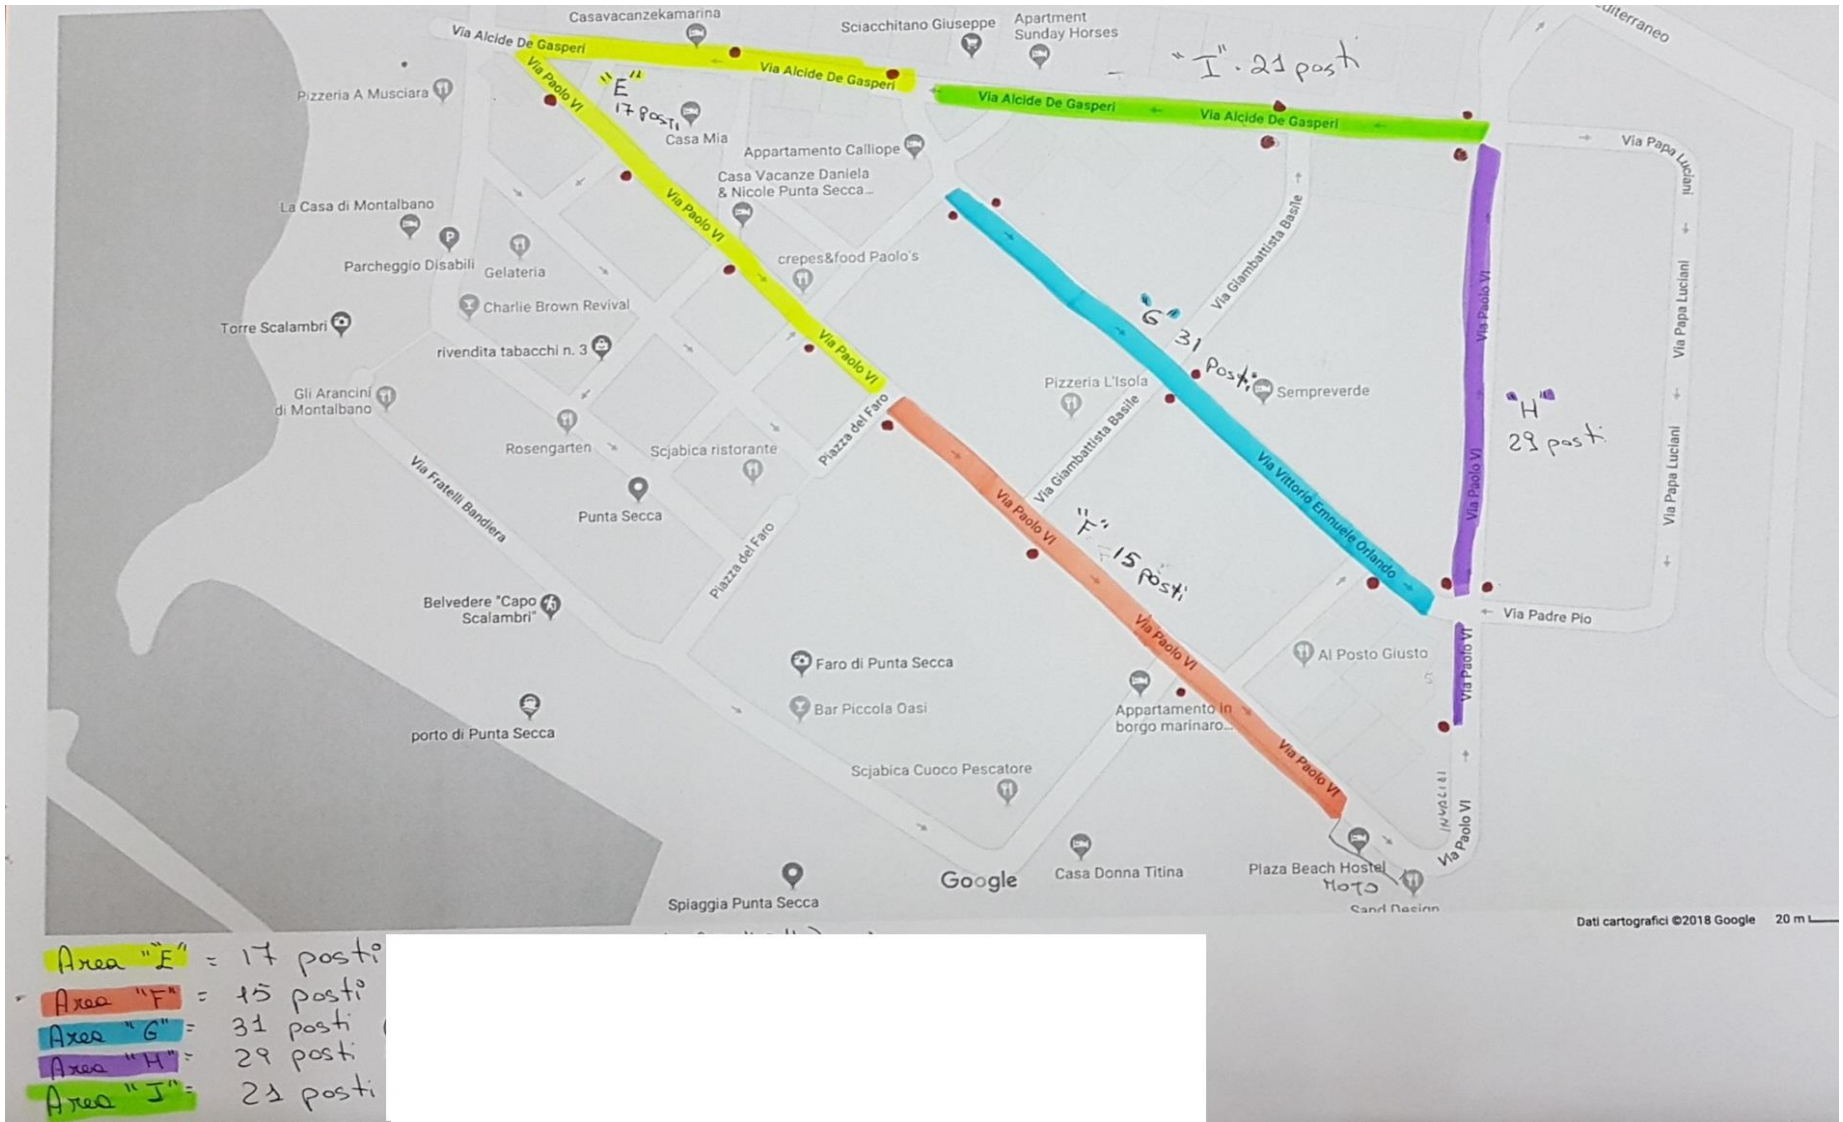 diterraneo
Casavacanzekamarina
Sciacchitano Giuseppe
Apartment
Sunday Horses
Via Alcide De Gasperi
"I" . 21 posti
Via Paolo VI
"E"
17 posti
Via Alcide De Gasperi
Pizzeria A Musciara
Via Alcide De Gasperi
Via Alcide De Gasperi
Casa Mia
Appartamento Calliope
Via Papa Luciani
Casa Vacanze Daniela
& Nicole Punta Secca...
La Casa di Montalbano
Via Paolo VI
Parcheggio Disabili
Gelateria
crepes&food Paolo's
Via Giambattista Basile
Via Paolo VI
Via Papa Luciani
Charlie Brown Revival
Torre Scalambri
rivendita tabacchi n. 3
"G" 31
posti
Via Paolo VI
Gli Arancini
di Montalbano
Pizzeria L'Isola
Sempreverde
"H"
29 posti
Piazza del Faro
Via Giambattista Basile
Rosengarten
Sciabica ristorante
Via Fratelli Bandiera
Punta Secca
Via Vittorio Emnuele Orlando
Via Paolo VI
Via Papa Luciani
Via Paolo VI
"F"
15 posti
Piazza del Faro
Belvedere "Capo
Scalambri"
Via Padre Pio
Via Paolo VI
Faro di Punta Secca
Al Posto Giusto
Via Paolo VI
5
Bar Piccola Oasi
Appartamento in
borgo marinaro...
porto di Punta Secca
Via Paolo VI
Scjabica Cuoco Pescatore
INVALIDI
Via Paolo VI
Casa Donna Titina
Plaza Beach Hostel
MOTO
Google
Spiaggia Punta Secca
Sand Design
Dati cartografici ©2018 Google 20 m
Area "E" = 17 posti
Area "F" = 15 posti
Area "G" = 31 posti
Area "H" = 29 posti
Area "I" = 21 posti